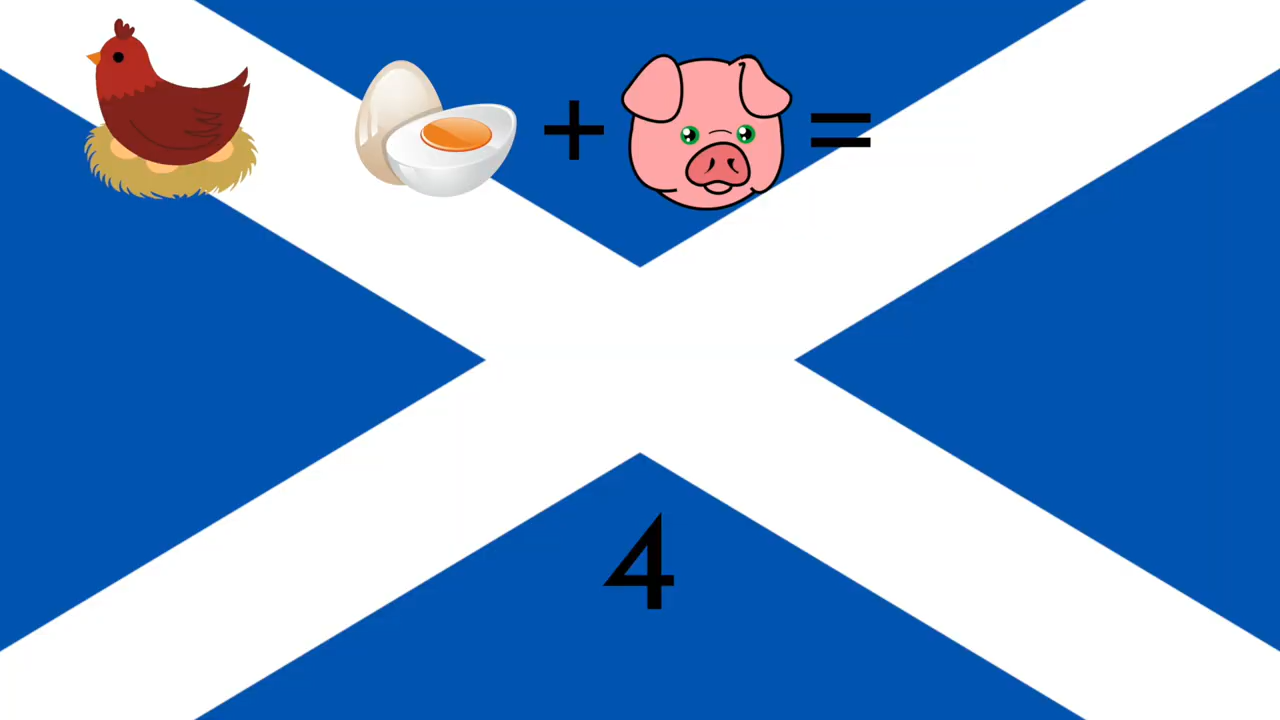 + =
4